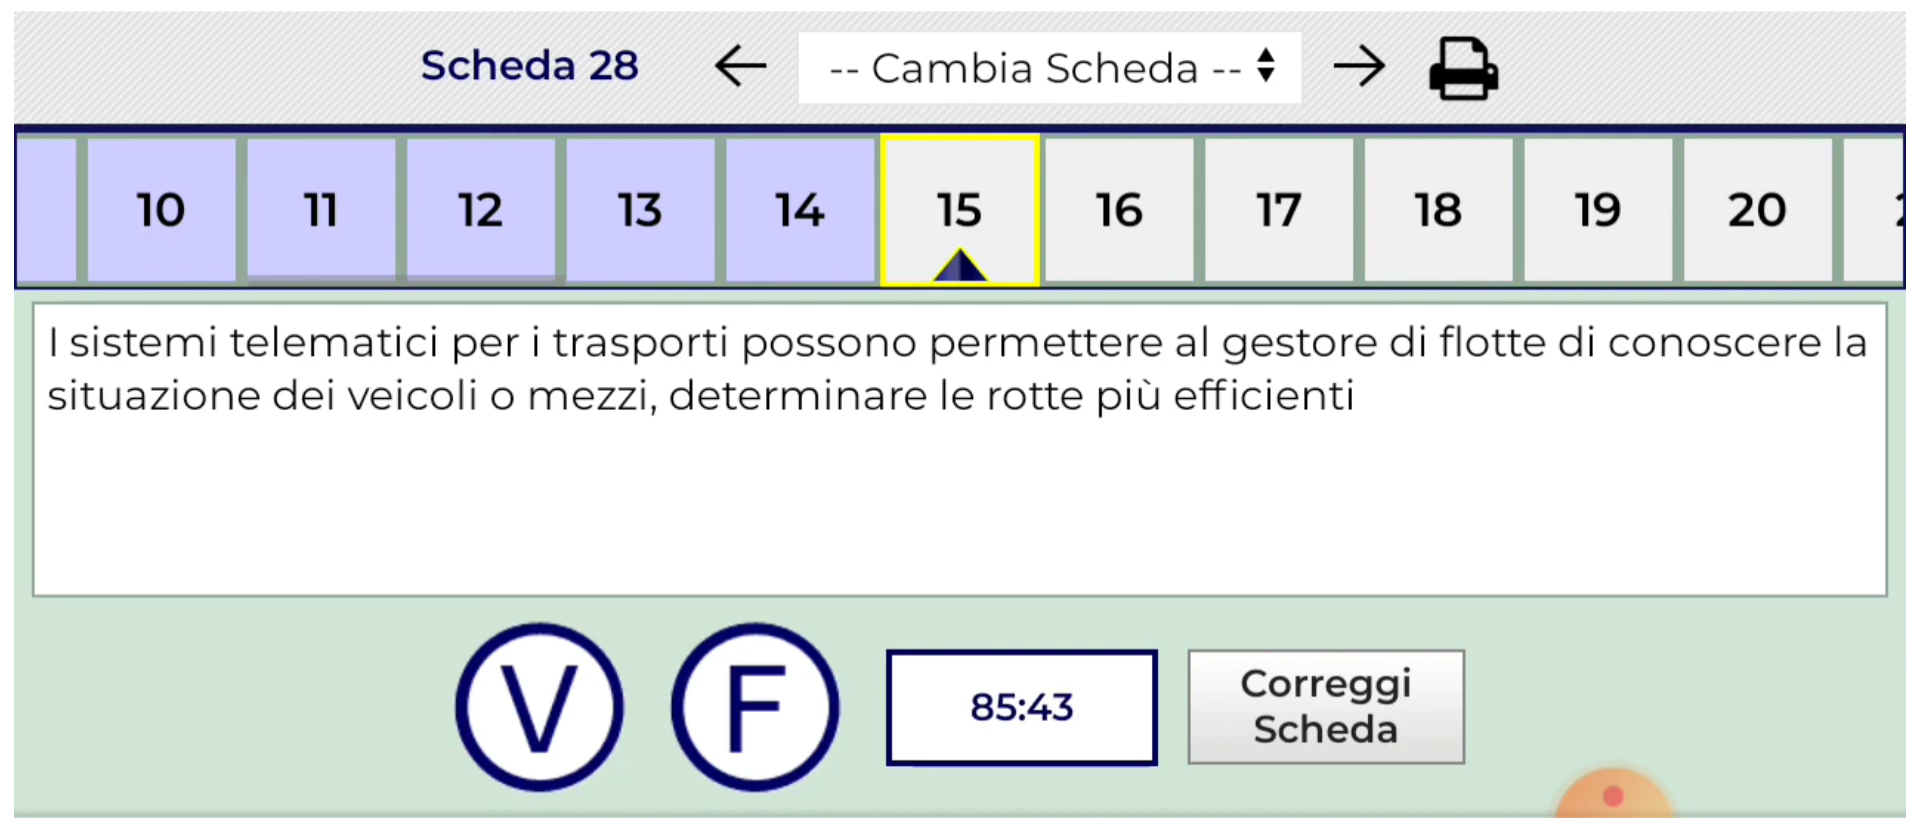 Scheda 28
-- Cambia Scheda --
10 11 12 13 14 15 16 17 18 19 20
I sistemi telematici per i trasporti possono permettere al gestore di flotte di conoscere la
situazione dei veicoli o mezzi, determinare le rotte più efficienti
V F 85:43
Correggi
Scheda